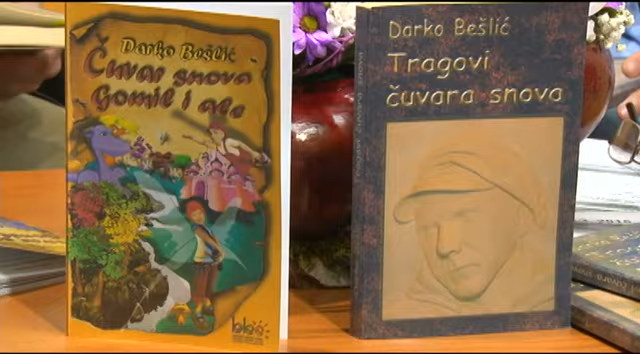 Darko Bešlić
Čuvar snova
Gomil i ale
Darko Bešlić
Tragovi
čuvara snova